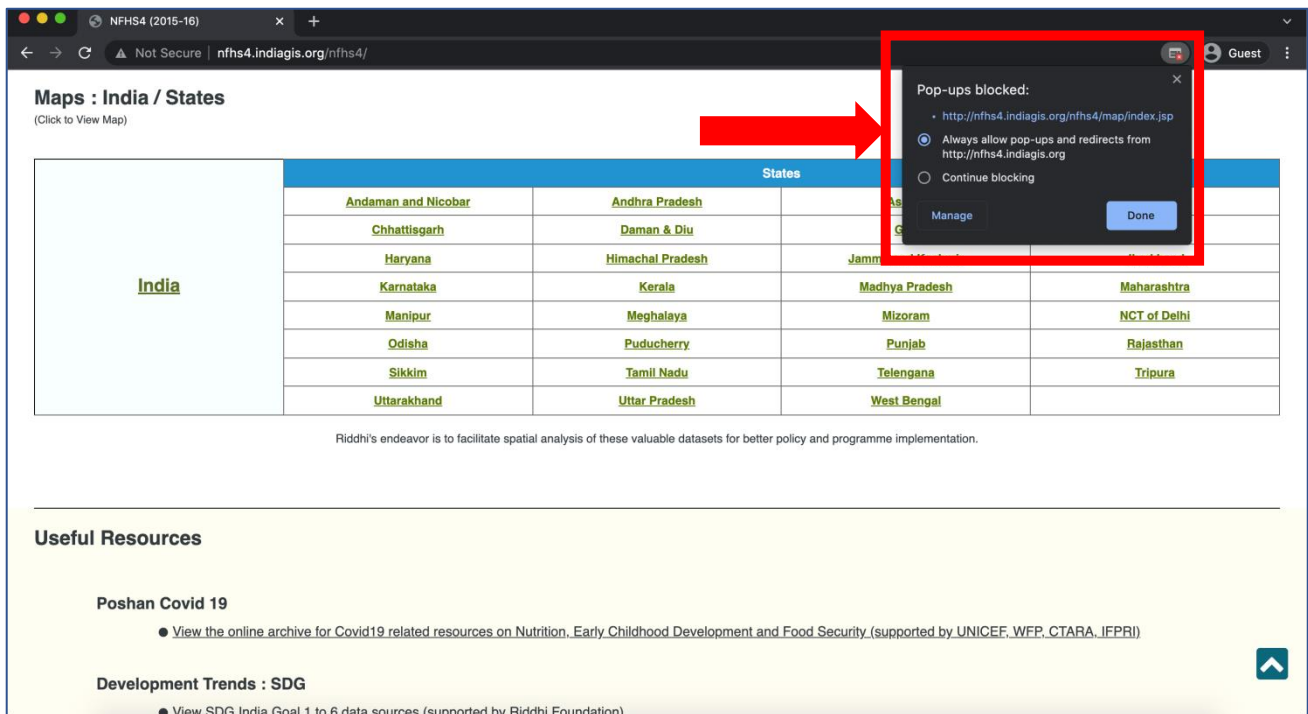 NFHS4 (2015-16)
Not Secure | nfhs4.indiagis.org/nfhs4/
Guest
Pop-ups blocked:
• http://nfhs4.indiagis.org/nfhs4/map/index.jsp
Always allow pop-ups and redirects from
http://nfhs4.indiagis.org
Continue blocking
Manage Done
Maps : India / States
(Click to View Map)
India
States
Andaman and Nicobar Andhra Pradesh
Chhattisgarh Daman & Diu
Haryana Himachal Pradesh
Karnataka Kerala Madhya Pradesh Maharashtra
Manipur Meghalaya Mizoram NCT of Delhi
Odisha Puducherry Punjab Rajasthan
Sikkim Tamil Nadu Telengana Tripura
Uttarakhand Uttar Pradesh West Bengal
Riddhi's endeavor is to facilitate spatial analysis of these valuable datasets for better policy and programme implementation.
Useful Resources
Poshan Covid 19
● View the online archive for Covid19 related resources on Nutrition, Early Childhood Development and Food Security (supported by UNICEF, WFP, CTARA, IFPRI)
Development Trends : SDG
● View SDG India Goal 1 to 6 data sources (supported by Riddhi Foundation)